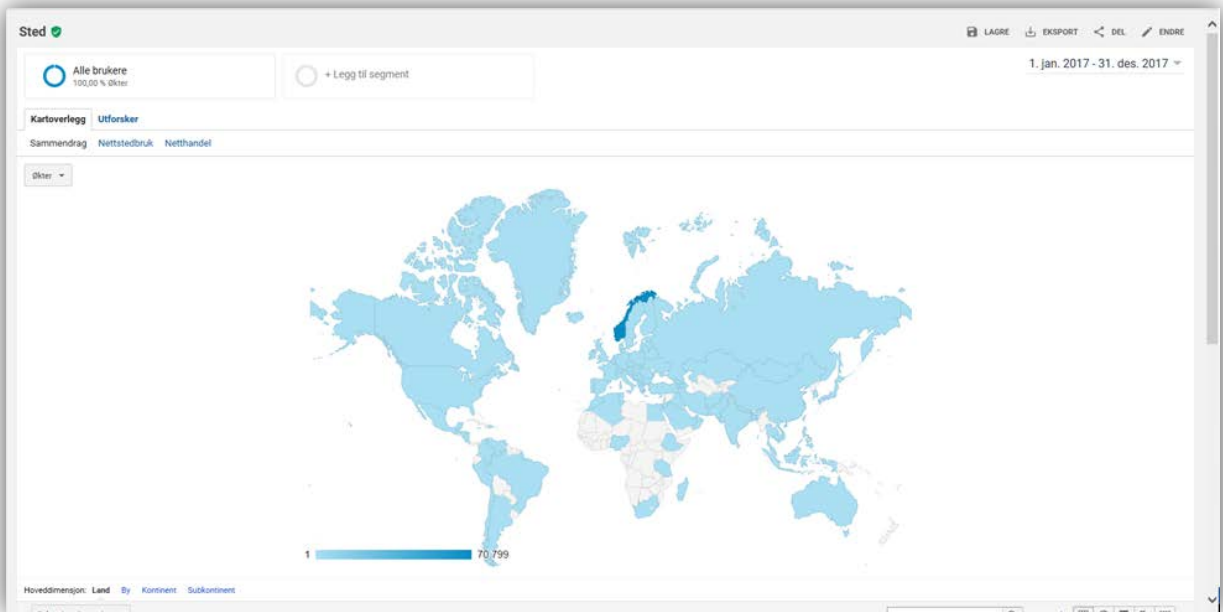 Sted
LAGRE EKSPORT DEL ENDRE
Alle brukere
100,00 % Økter
+ Legg til segment
1. jan. 2017 - 31. des. 2017
Kartoverlegg Utforsker
Sammendrag Nettstedbruk Netthandel
Økter
1 70 799
Hoveddimensjon: Land By Kontinent Subkontinent